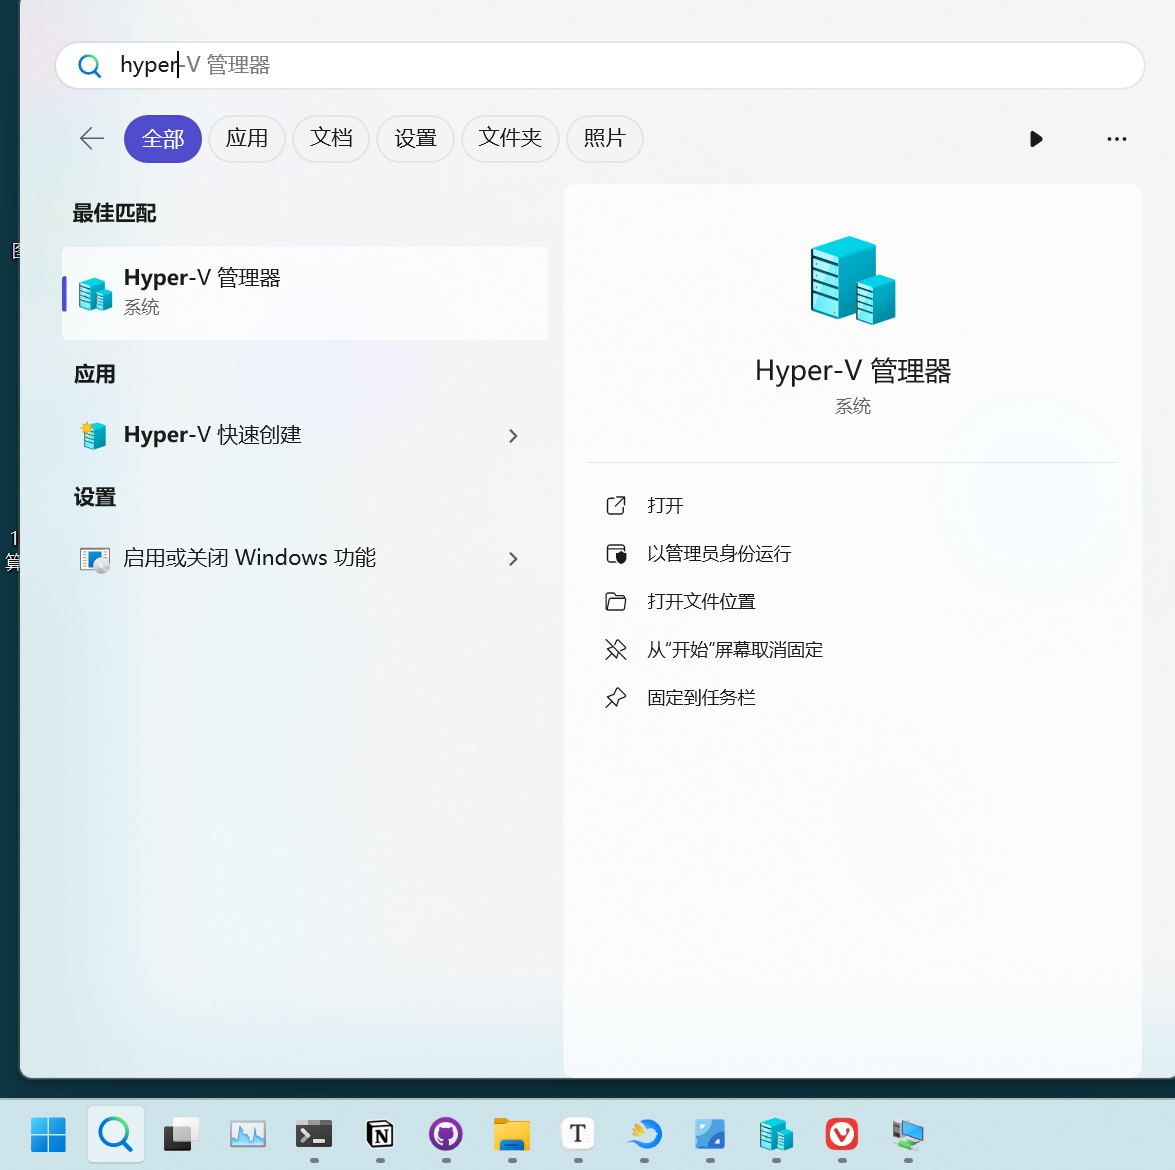 hyper-V 管理器
全部
应用
文档
设置
文件夹
照片
最佳匹配
Hyper-V 管理器
系统
应用
Hyper-V 快速创建
设置
启用或关闭 Windows 功能
Hyper-V 管理器
系统
打开
以管理员身份运行
打开文件位置
从“开始”屏幕取消固定
固定到任务栏
1
算
T